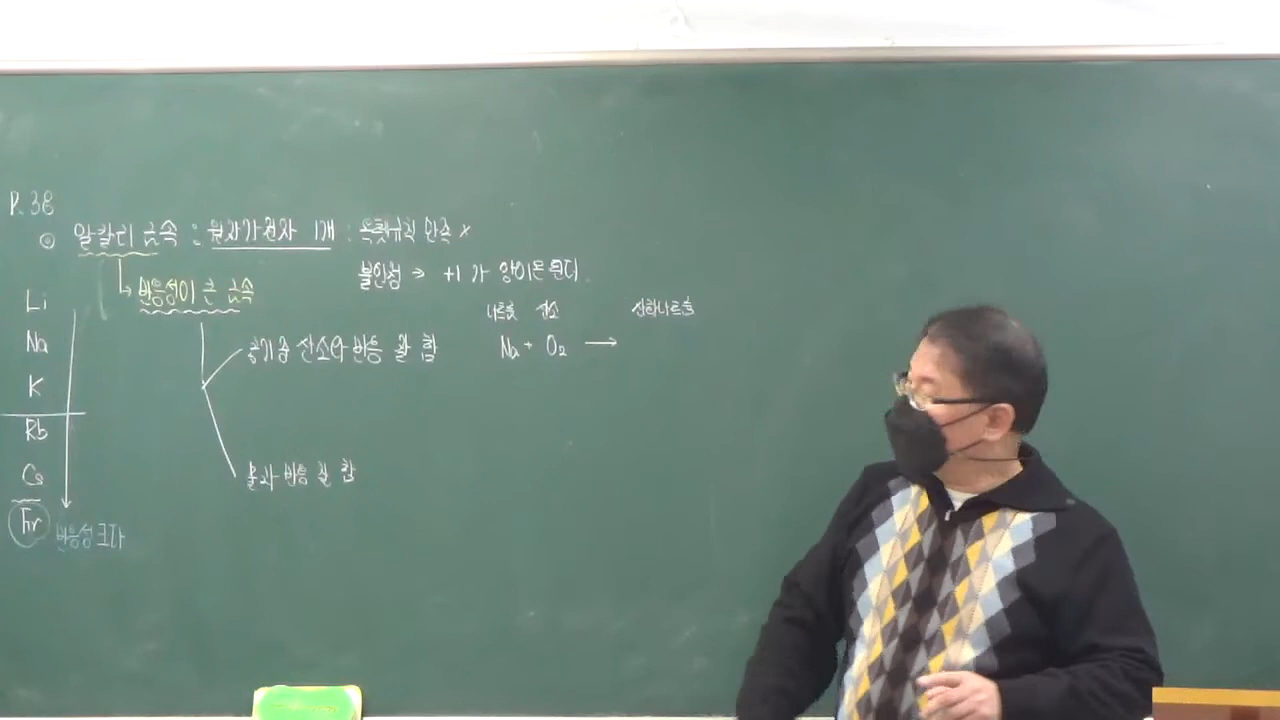 P. 38
◎ 알칼리 금속 : 원자가전자 1개 : 옥텟규칙 만족 ×
불안정 → +1가 양이온 된다.
↳ 반응성이 큰 금속
Li
Na
K
Rb
Cs
Fr
반응성 크다
나트륨 산소 산화나트륨
공기중 산소와 반응 잘 함 Na + O₂ →
물과 반응 잘 함